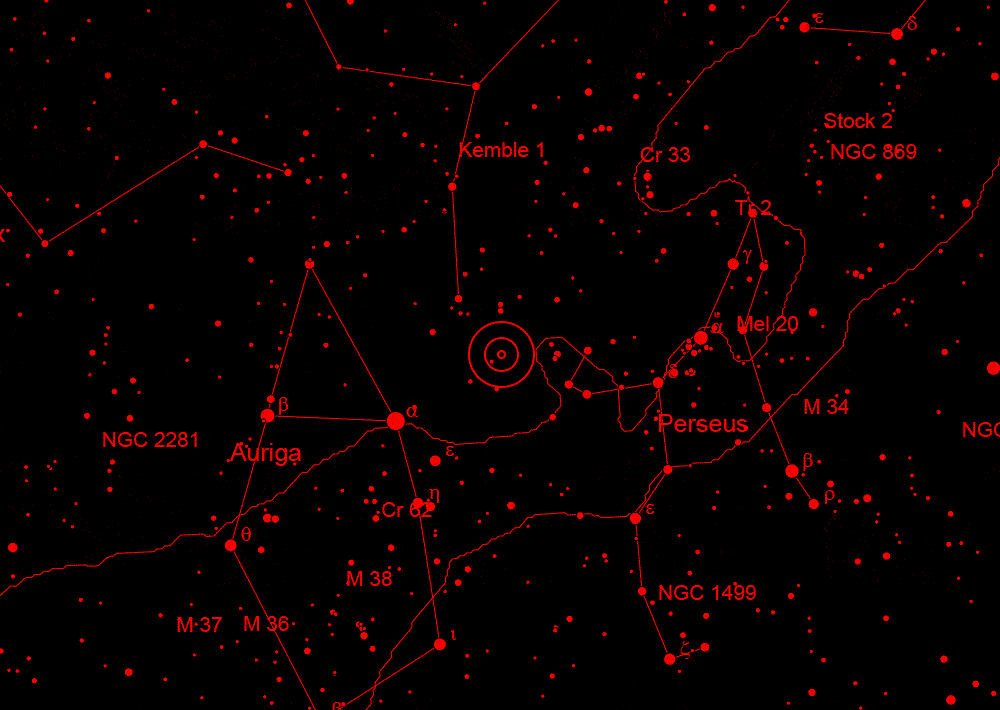 ε
δ
Stock 2
Kemble 1
NGC 869
Cr 33
Tr 2
x
γ
α
Mel 20
δ
β
α
M 34
NGC 2281
Perseus
NGC
Auriga
ε
β
η
ρ
Cr 62
ε
θ
M 38
NGC 1499
M 37
M 36
ι
ζ